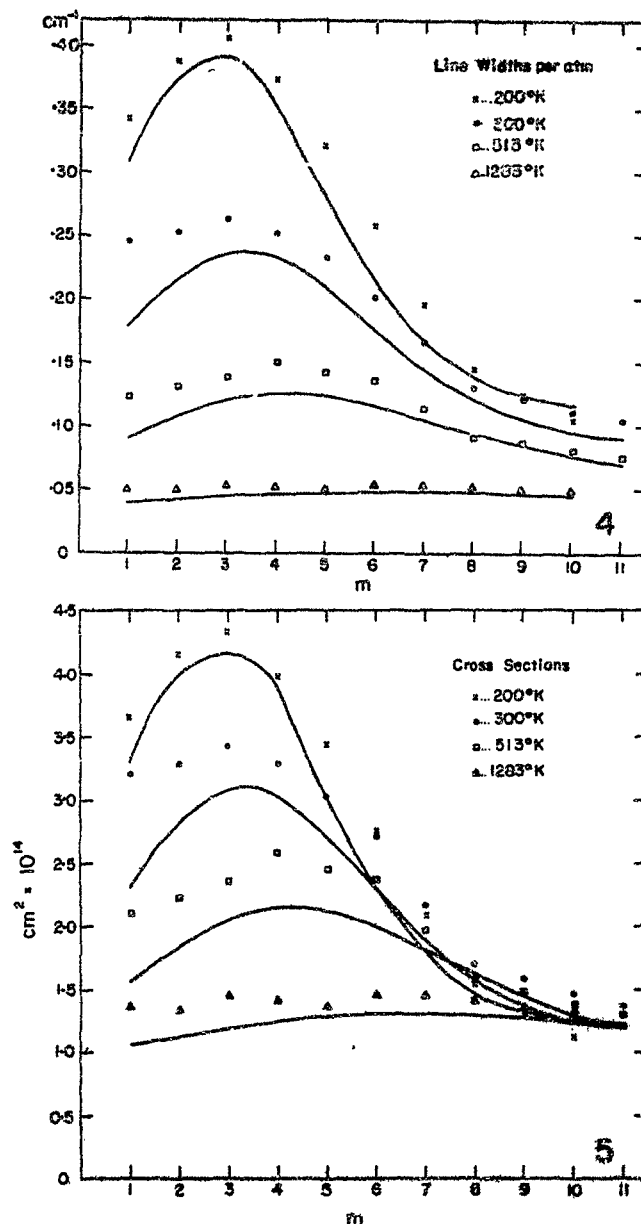 cm⁻¹
·40
·35
·30
·25
·20
·15
·10
·05
0
Line Widths per atm
x...200°K
1 2 3 4 5 6 7 8 9 10 11
m
4
4·5
4·0
3·5
3·0
2·5
2·0
1·5
1·0
0·5
0·
cm² × 10¹⁴
Cross Sections
x...200°K
•...300°K
□...513°K
△...1283°K
1 2 3 4 5 6 7 8 9 10 11
m
5